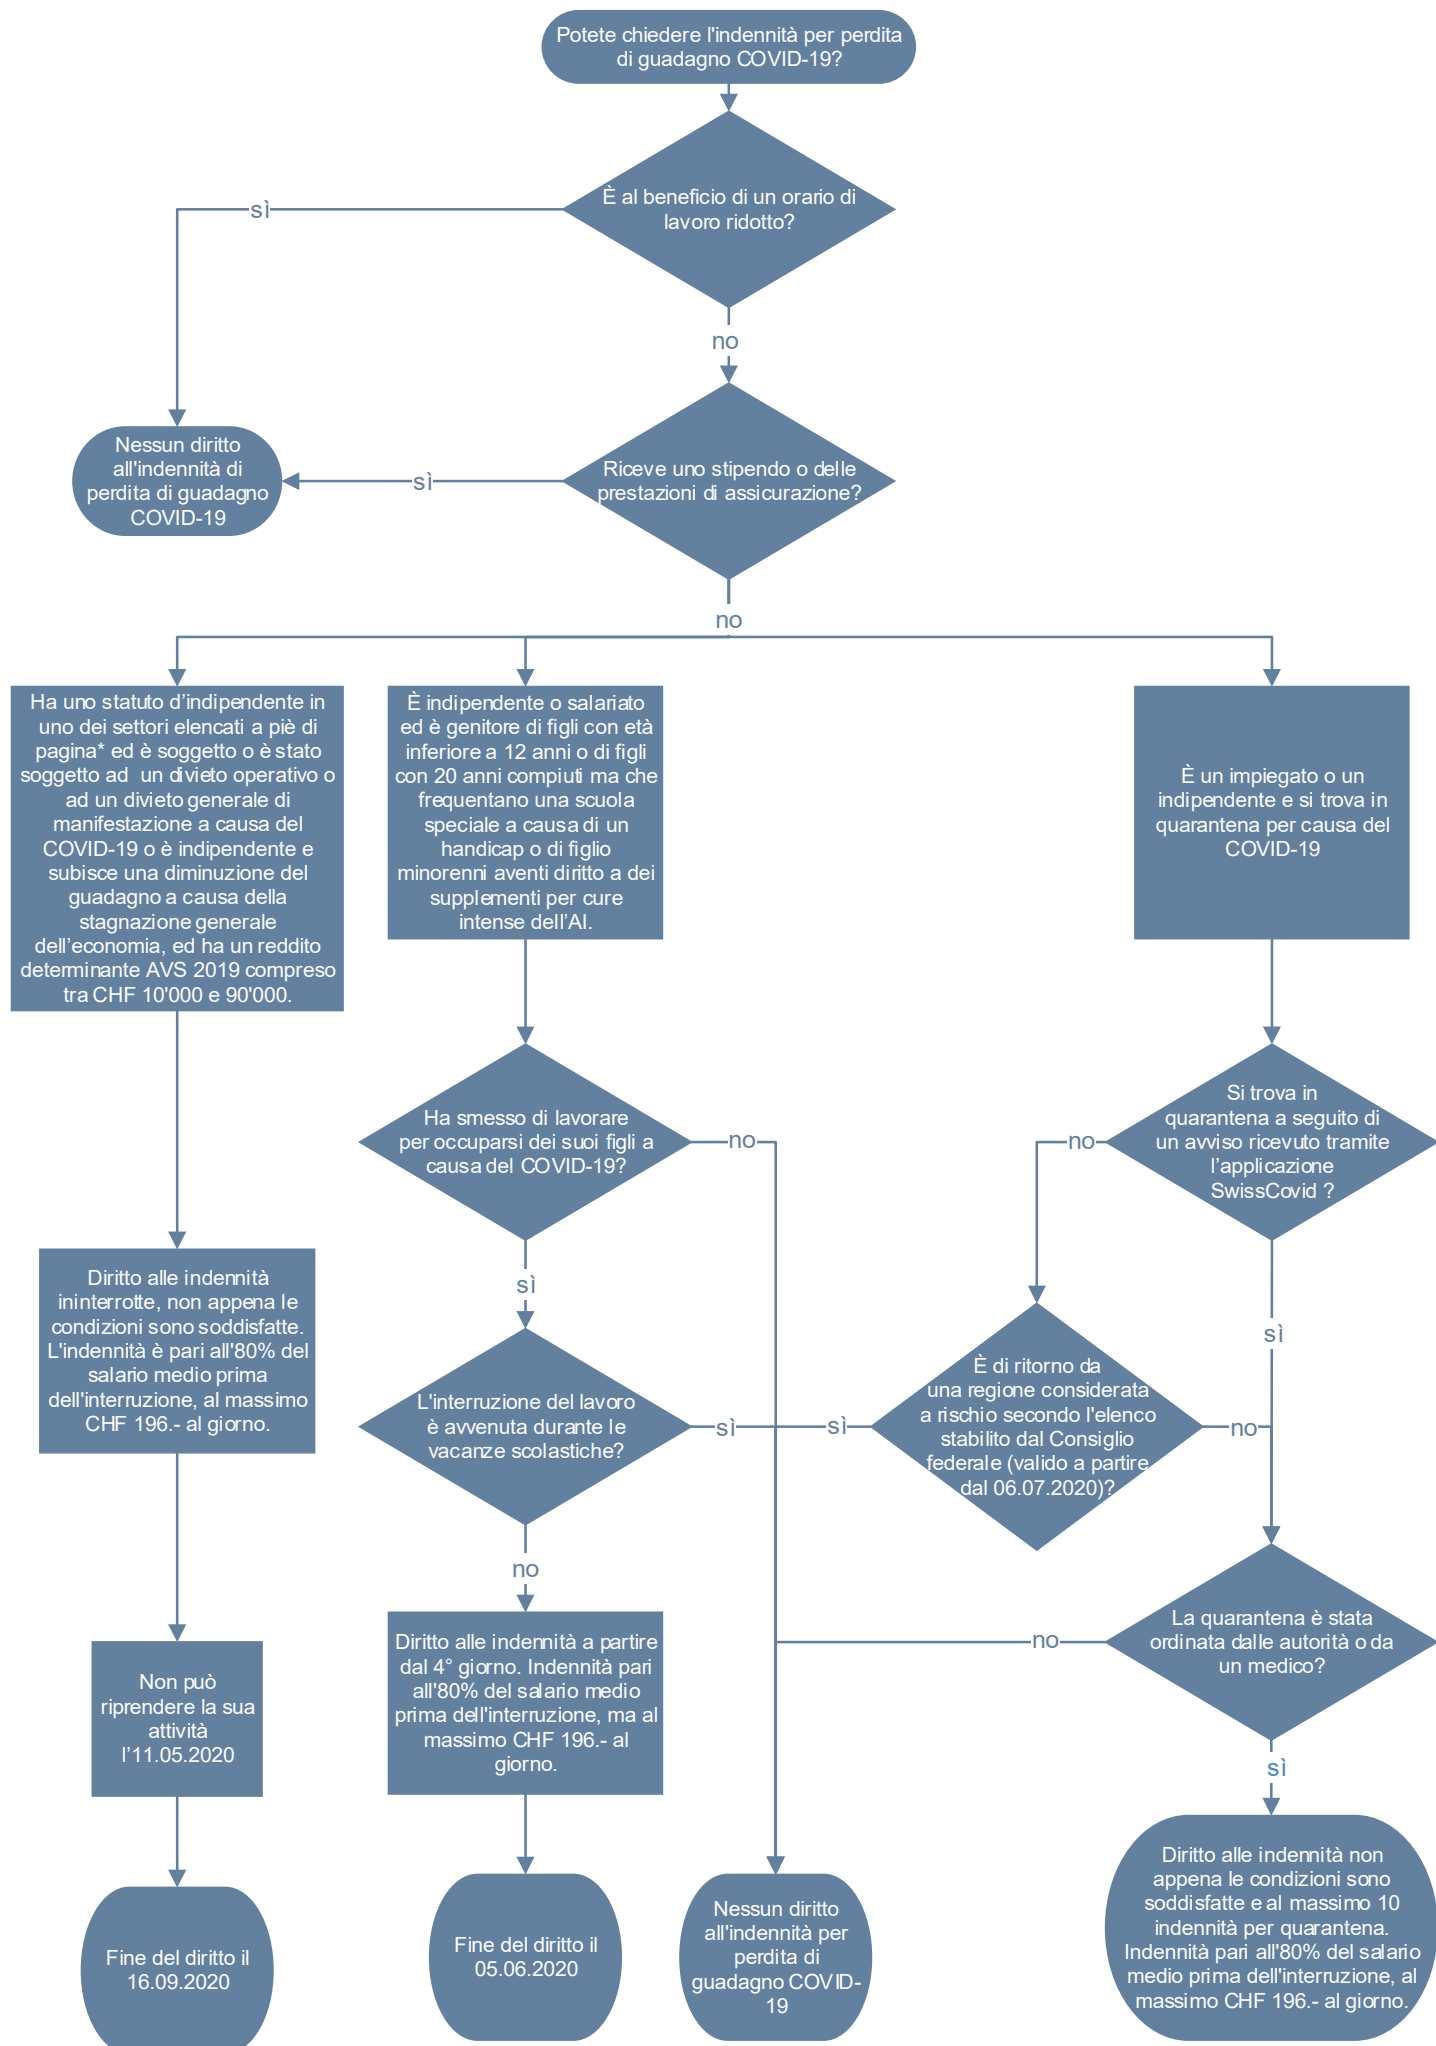 Potete chiedere l'indennità per perdita
di guadagno COVID-19?
È al beneficio di un orario di
lavoro ridotto?
sì
no
Riceve uno stipendo o delle
prestazioni di assicurazione?
sì
Nessun diritto
all'indennità di
perdita di guadagno
COVID-19
no
Ha uno statuto d’indipendente in
uno dei settori elencati a piè di
pagina* ed è soggetto o è stato
soggetto ad un divieto operativo o
ad un divieto generale di
manifestazione a causa del
COVID-19 o è indipendente e
subisce una diminuzione del
guadagno a causa della
stagnazione generale
dell’economia, ed ha un reddito
determinante AVS 2019 compreso
tra CHF 10'000 e 90'000.
È indipendente o salariato
ed è genitore di figli con età
inferiore a 12 anni o di figli
con 20 anni compiuti ma che
frequentano una scuola
speciale a causa di un
handicap o di figlio
minorenni aventi diritto a dei
supplementi per cure
intense dell’AI.
È un impiegato o un
indipendente e si trova in
quarantena per causa del
COVID-19
Ha smesso di lavorare
per occuparsi dei suoi figli a
causa del COVID-19?
no
no
Si trova in
quarantena a seguito di
un avviso ricevuto tramite
l’applicazione
SwissCovid ?
sì
sì
Diritto alle indennità
ininterrotte, non appena le
condizioni sono soddisfatte.
L'indennità è pari all'80% del
salario medio prima
dell'interruzione, al massimo
CHF 196.- al giorno.
L'interruzione del lavoro
è avvenuta durante le
vacanze scolastiche?
sì
sì
È di ritorno da
una regione considerata
a rischio secondo l'elenco
stabilito dal Consiglio
federale (valido a partire
dal 06.07.2020)?
no
no
Diritto alle indennità a partire
dal 4° giorno. Indennità pari
all'80% del salario medio
prima dell'interruzione, ma al
massimo CHF 196.- al
giorno.
no
La quarantena è stata
ordinata dalle autorità o da
un medico?
sì
Non può
riprendere la sua
attività
l’11.05.2020
Fine del diritto il
16.09.2020
Fine del diritto il
05.06.2020
Nessun diritto
all'indennità per
perdita di
guadagno COVID-
19
Diritto alle indennità non
appena le condizioni sono
soddisfatte e al massimo 10
indennità per quarantena.
Indennità pari all'80% del salario
medio prima dell'interruzione, al
massimo CHF 196.- al giorno.